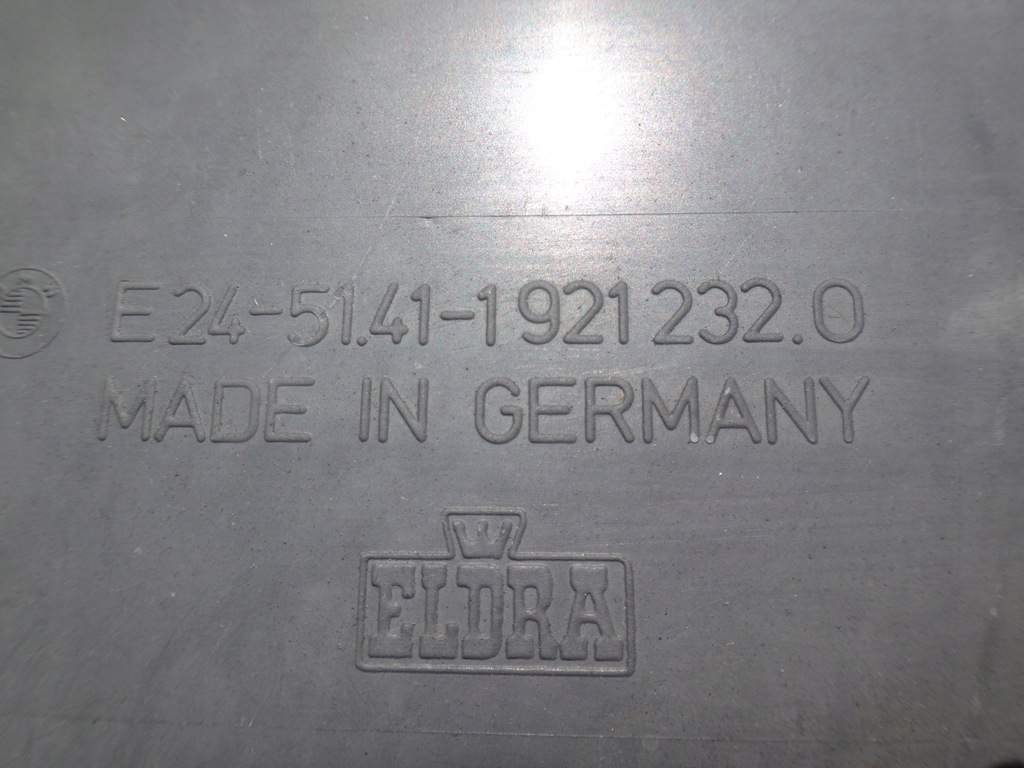 E24-51.41-1921232.0
MADE IN GERMANY
ELDRA